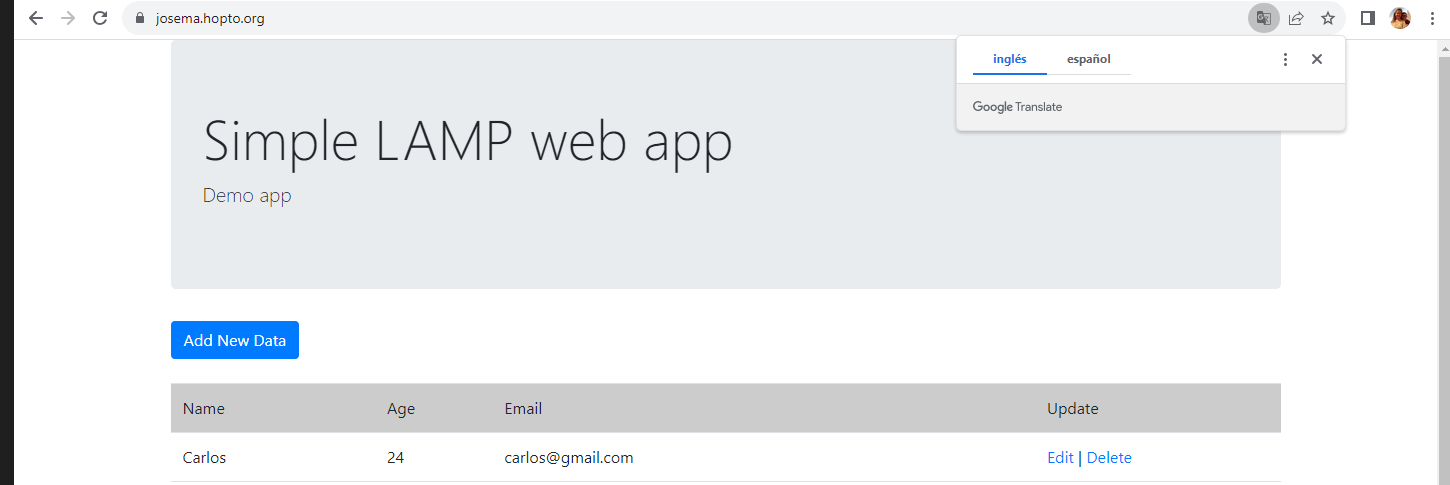 josema.hopto.org
inglés español
Google Translate
Simple LAMP web app
Demo app
Add New Data
Name Age Email Update
Carlos 24 carlos@gmail.com Edit | Delete